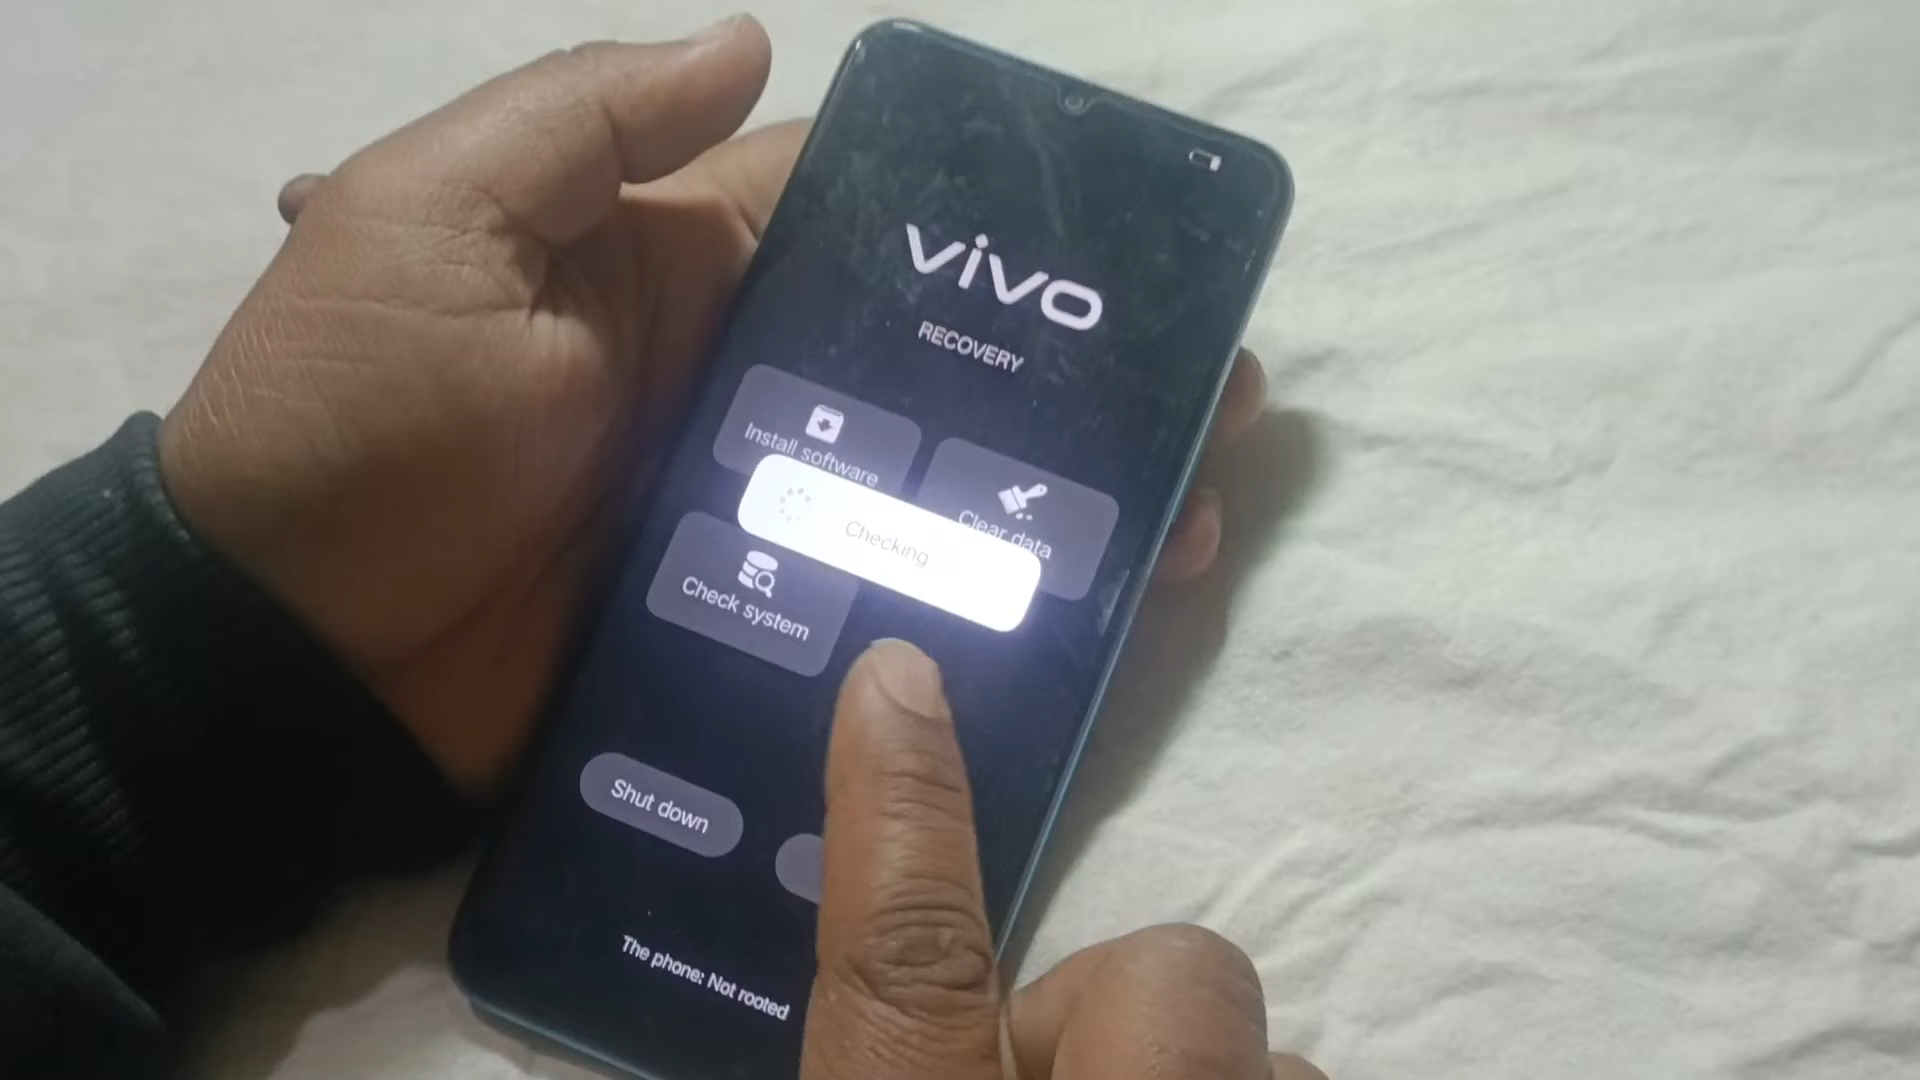 vivo
RECOVERY
Install software
Clear data
Checking
Check system
Shut down
The phone: Not rooted